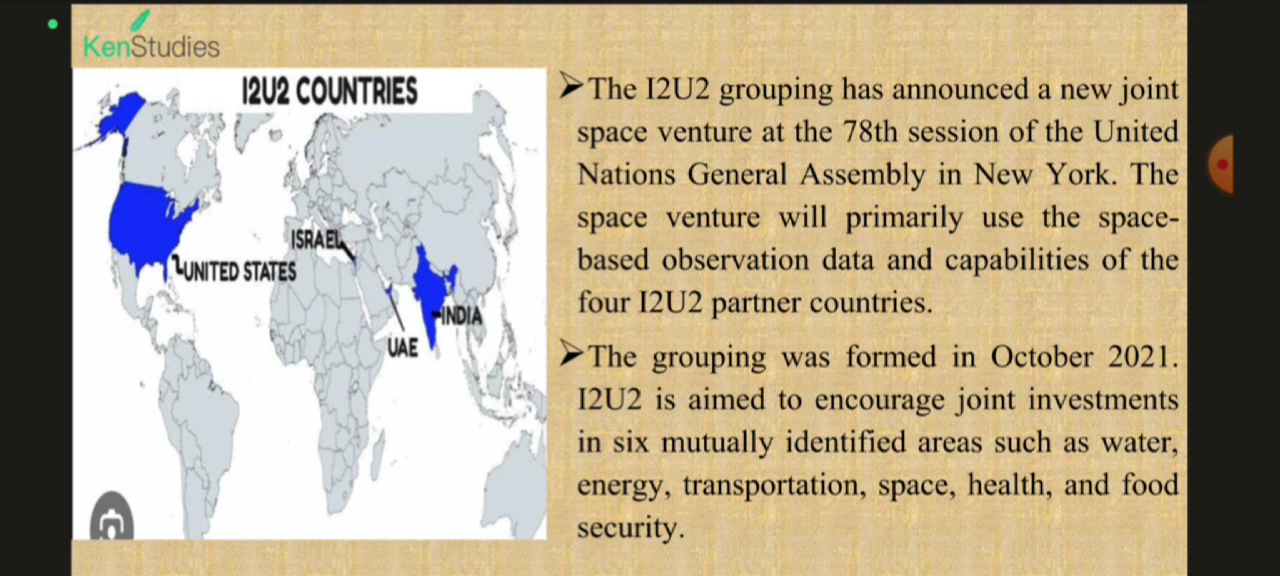 KenStudies
I2U2 COUNTRIES
ISRAEL
UNITED STATES
INDIA
UAE
➢The I2U2 grouping has announced a new joint
space venture at the 78th session of the United
Nations General Assembly in New York. The
space venture will primarily use the space-
based observation data and capabilities of the
four I2U2 partner countries.
➢The grouping was formed in October 2021.
I2U2 is aimed to encourage joint investments
in six mutually identified areas such as water,
energy, transportation, space, health, and food
security.